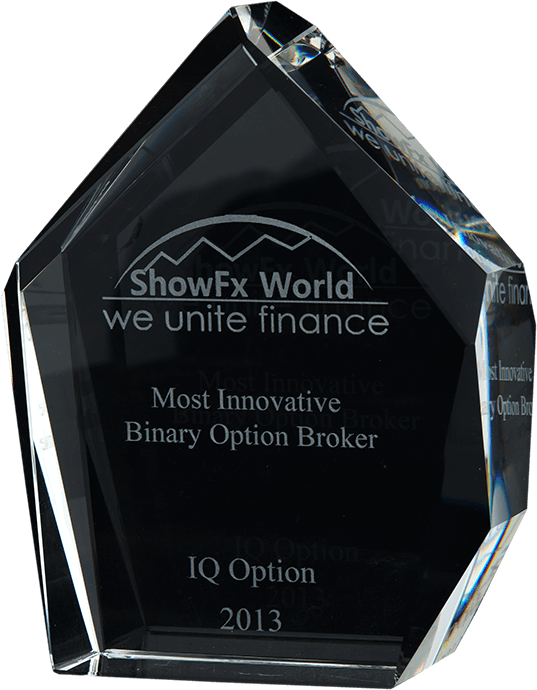 ShowFx World
we unite finance
Most Innovative
Binary Option Broker
IQ Option
2013